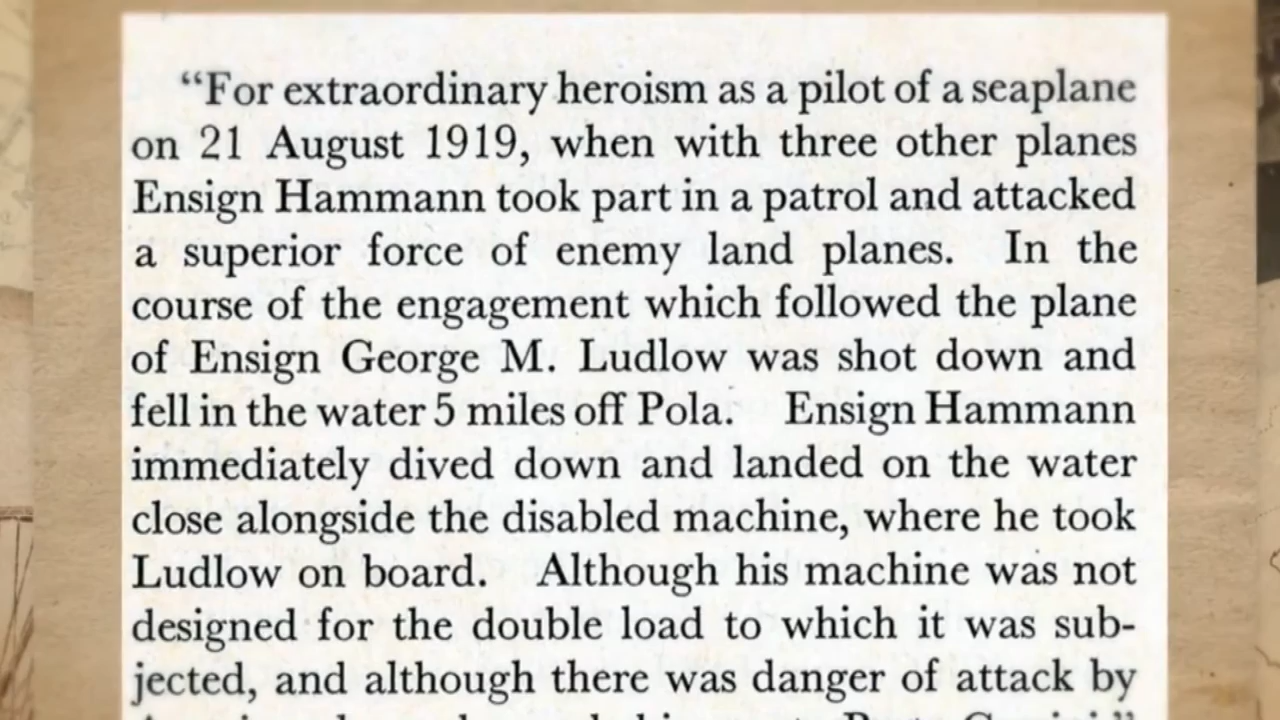 “For extraordinary heroism as a pilot of a seaplane
on 21 August 1919, when with three other planes
Ensign Hammann took part in a patrol and attacked
a superior force of enemy land planes. In the
course of the engagement which followed the plane
of Ensign George M. Ludlow was shot down and
fell in the water 5 miles off Pola. Ensign Hammann
immediately dived down and landed on the water
close alongside the disabled machine, where he took
Ludlow on board. Although his machine was not
designed for the double load to which it was sub-
jected, and although there was danger of attack by